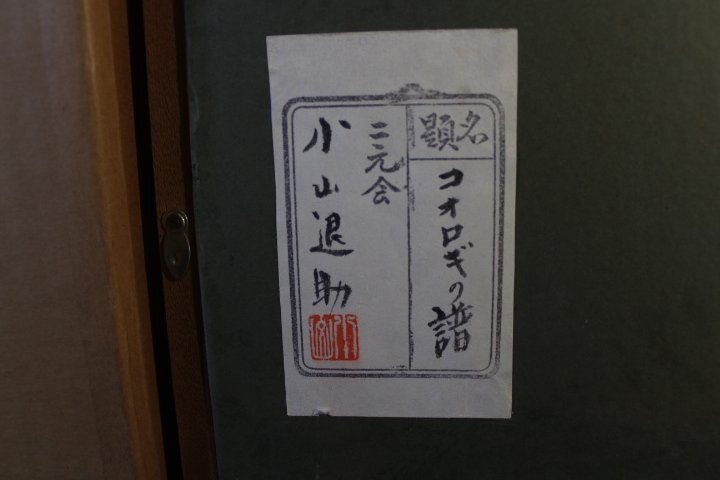 題名
コオロギの譜
二元会
小山退助